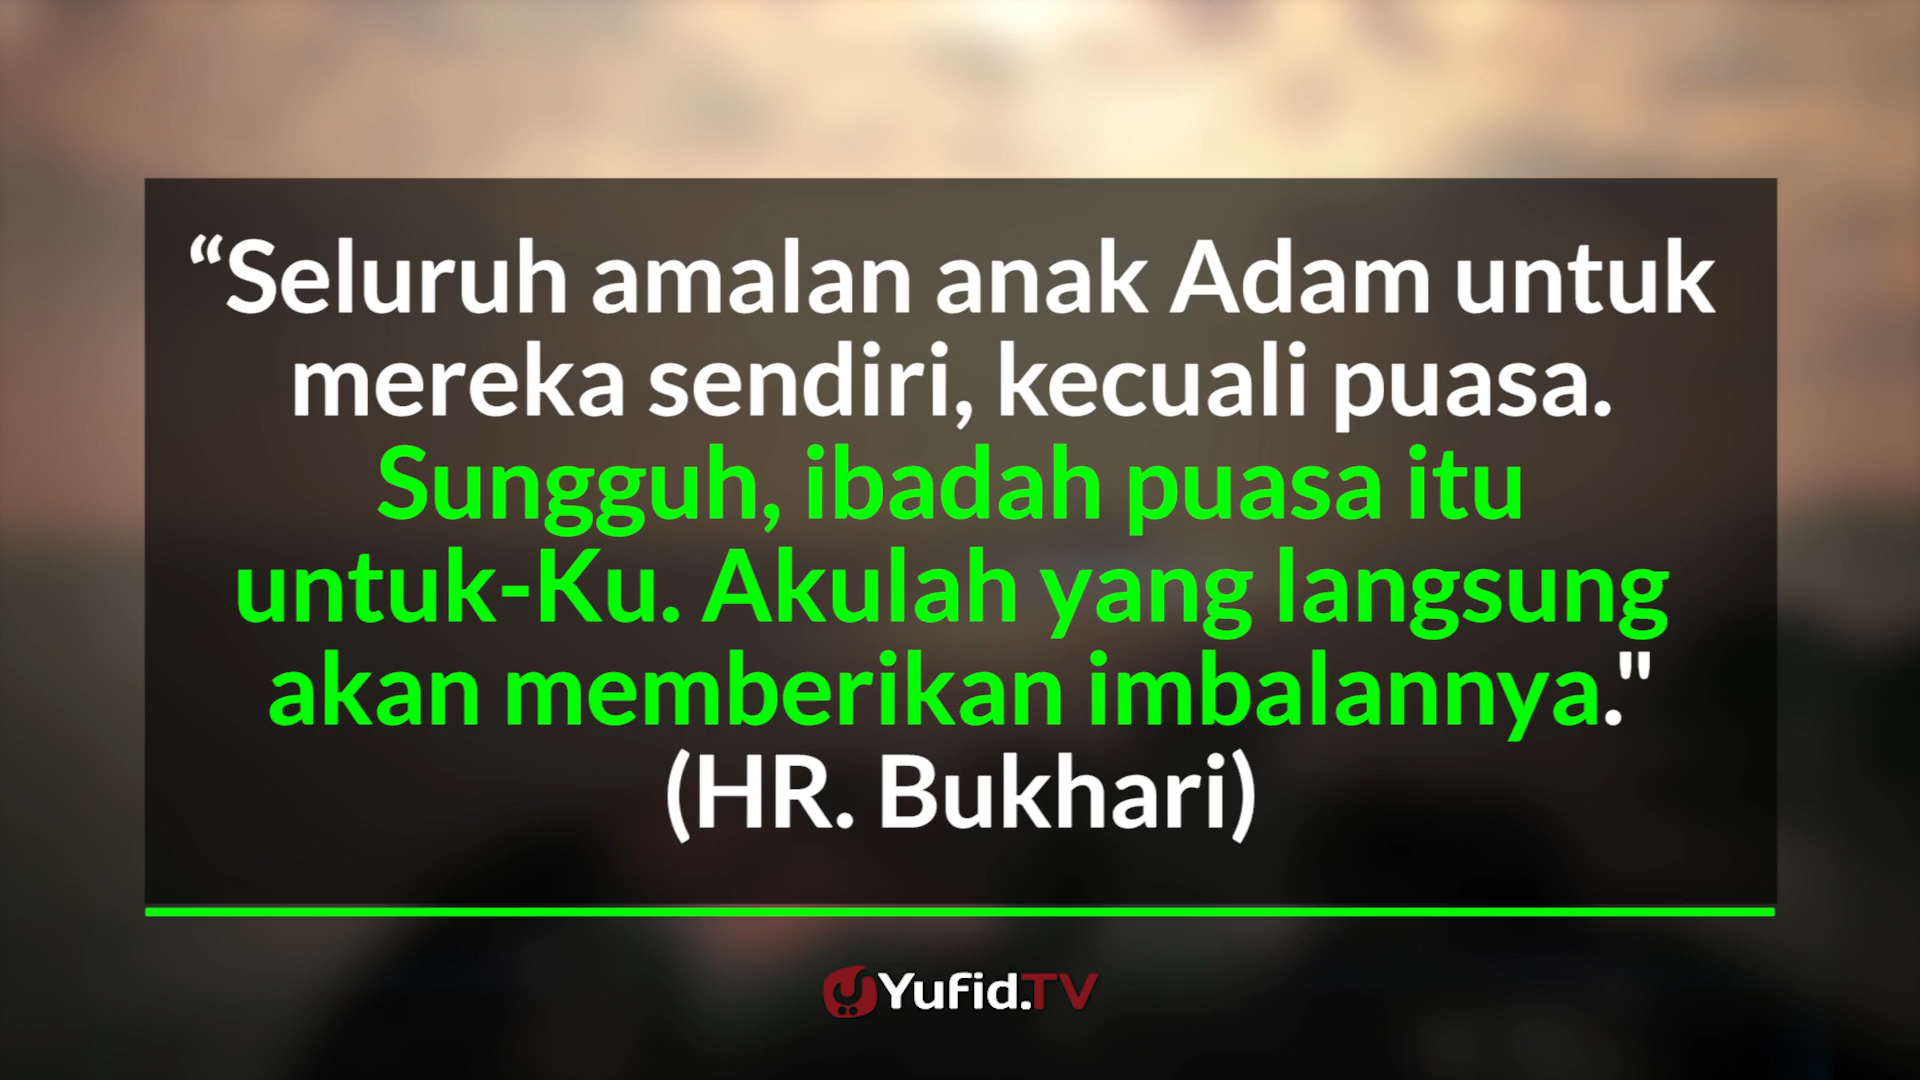 “Seluruh amalan anak Adam untuk
mereka sendiri, kecuali puasa.
Sungguh, ibadah puasa itu
untuk-Ku. Akulah yang langsung
akan memberikan imbalannya."
(HR. Bukhari)
Yufid.TV